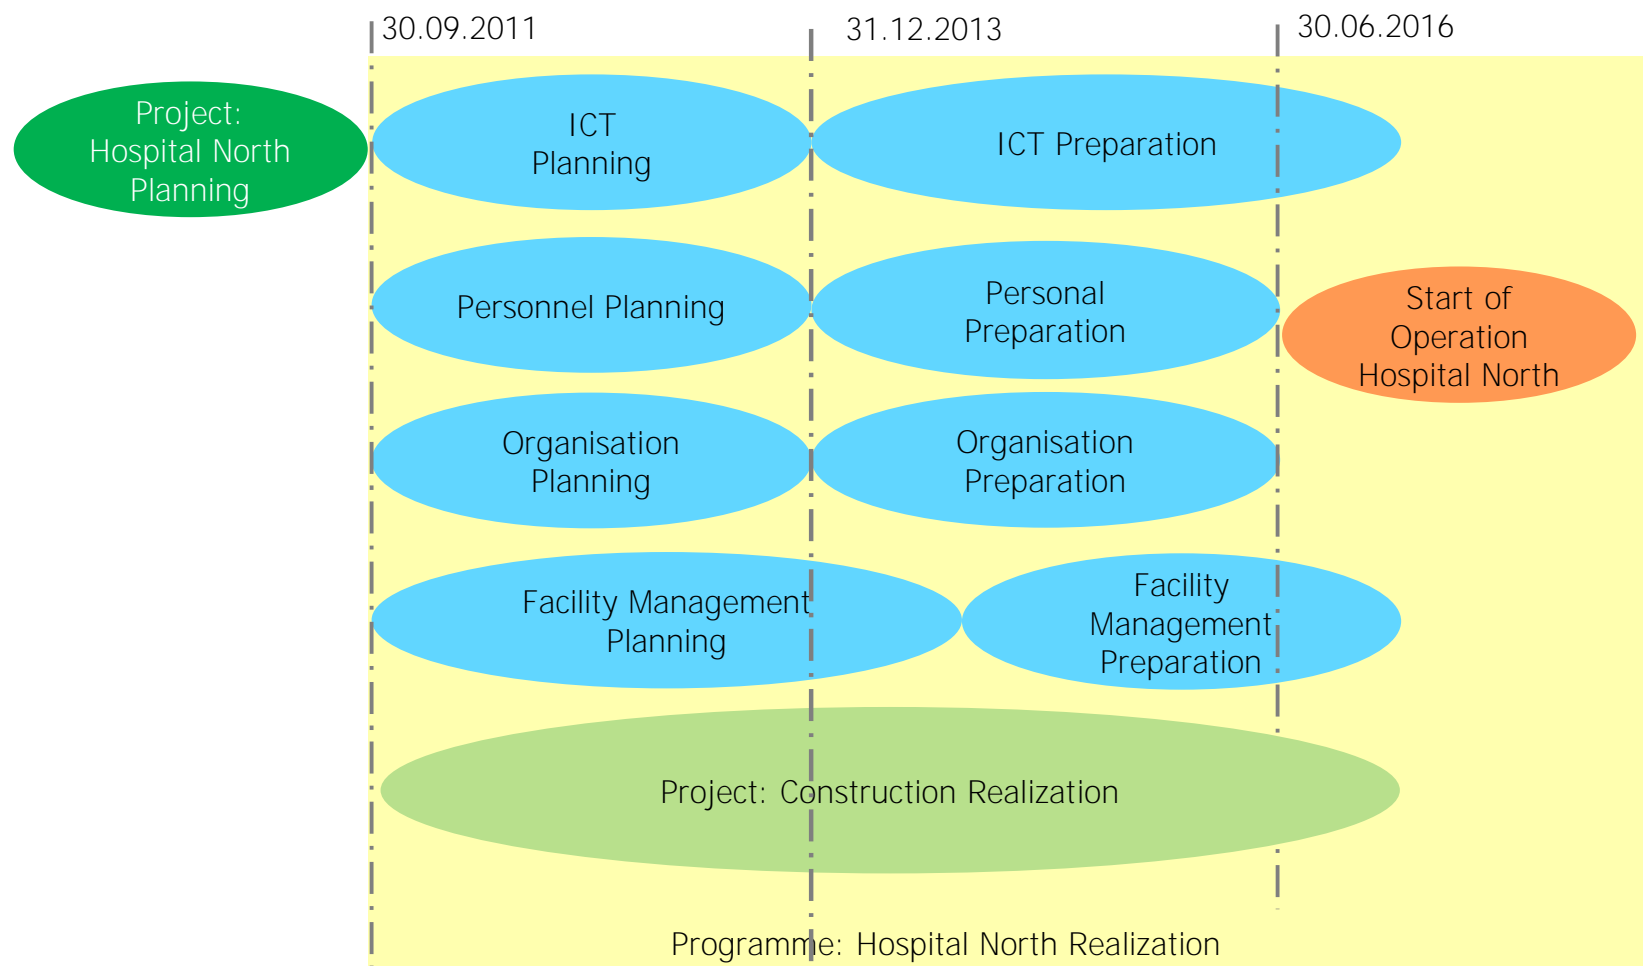 30.09.2011
31.12.2013
30.06.2016
Project:
Hospital North
Planning
ICT
Planning
ICT Preparation
Personnel Planning
Personal
Preparation
Start of
Operation
Hospital North
Organisation
Planning
Organisation
Preparation
Facility Management
Planning
Facility
Management
Preparation
Project: Construction Realization
Programme: Hospital North Realization